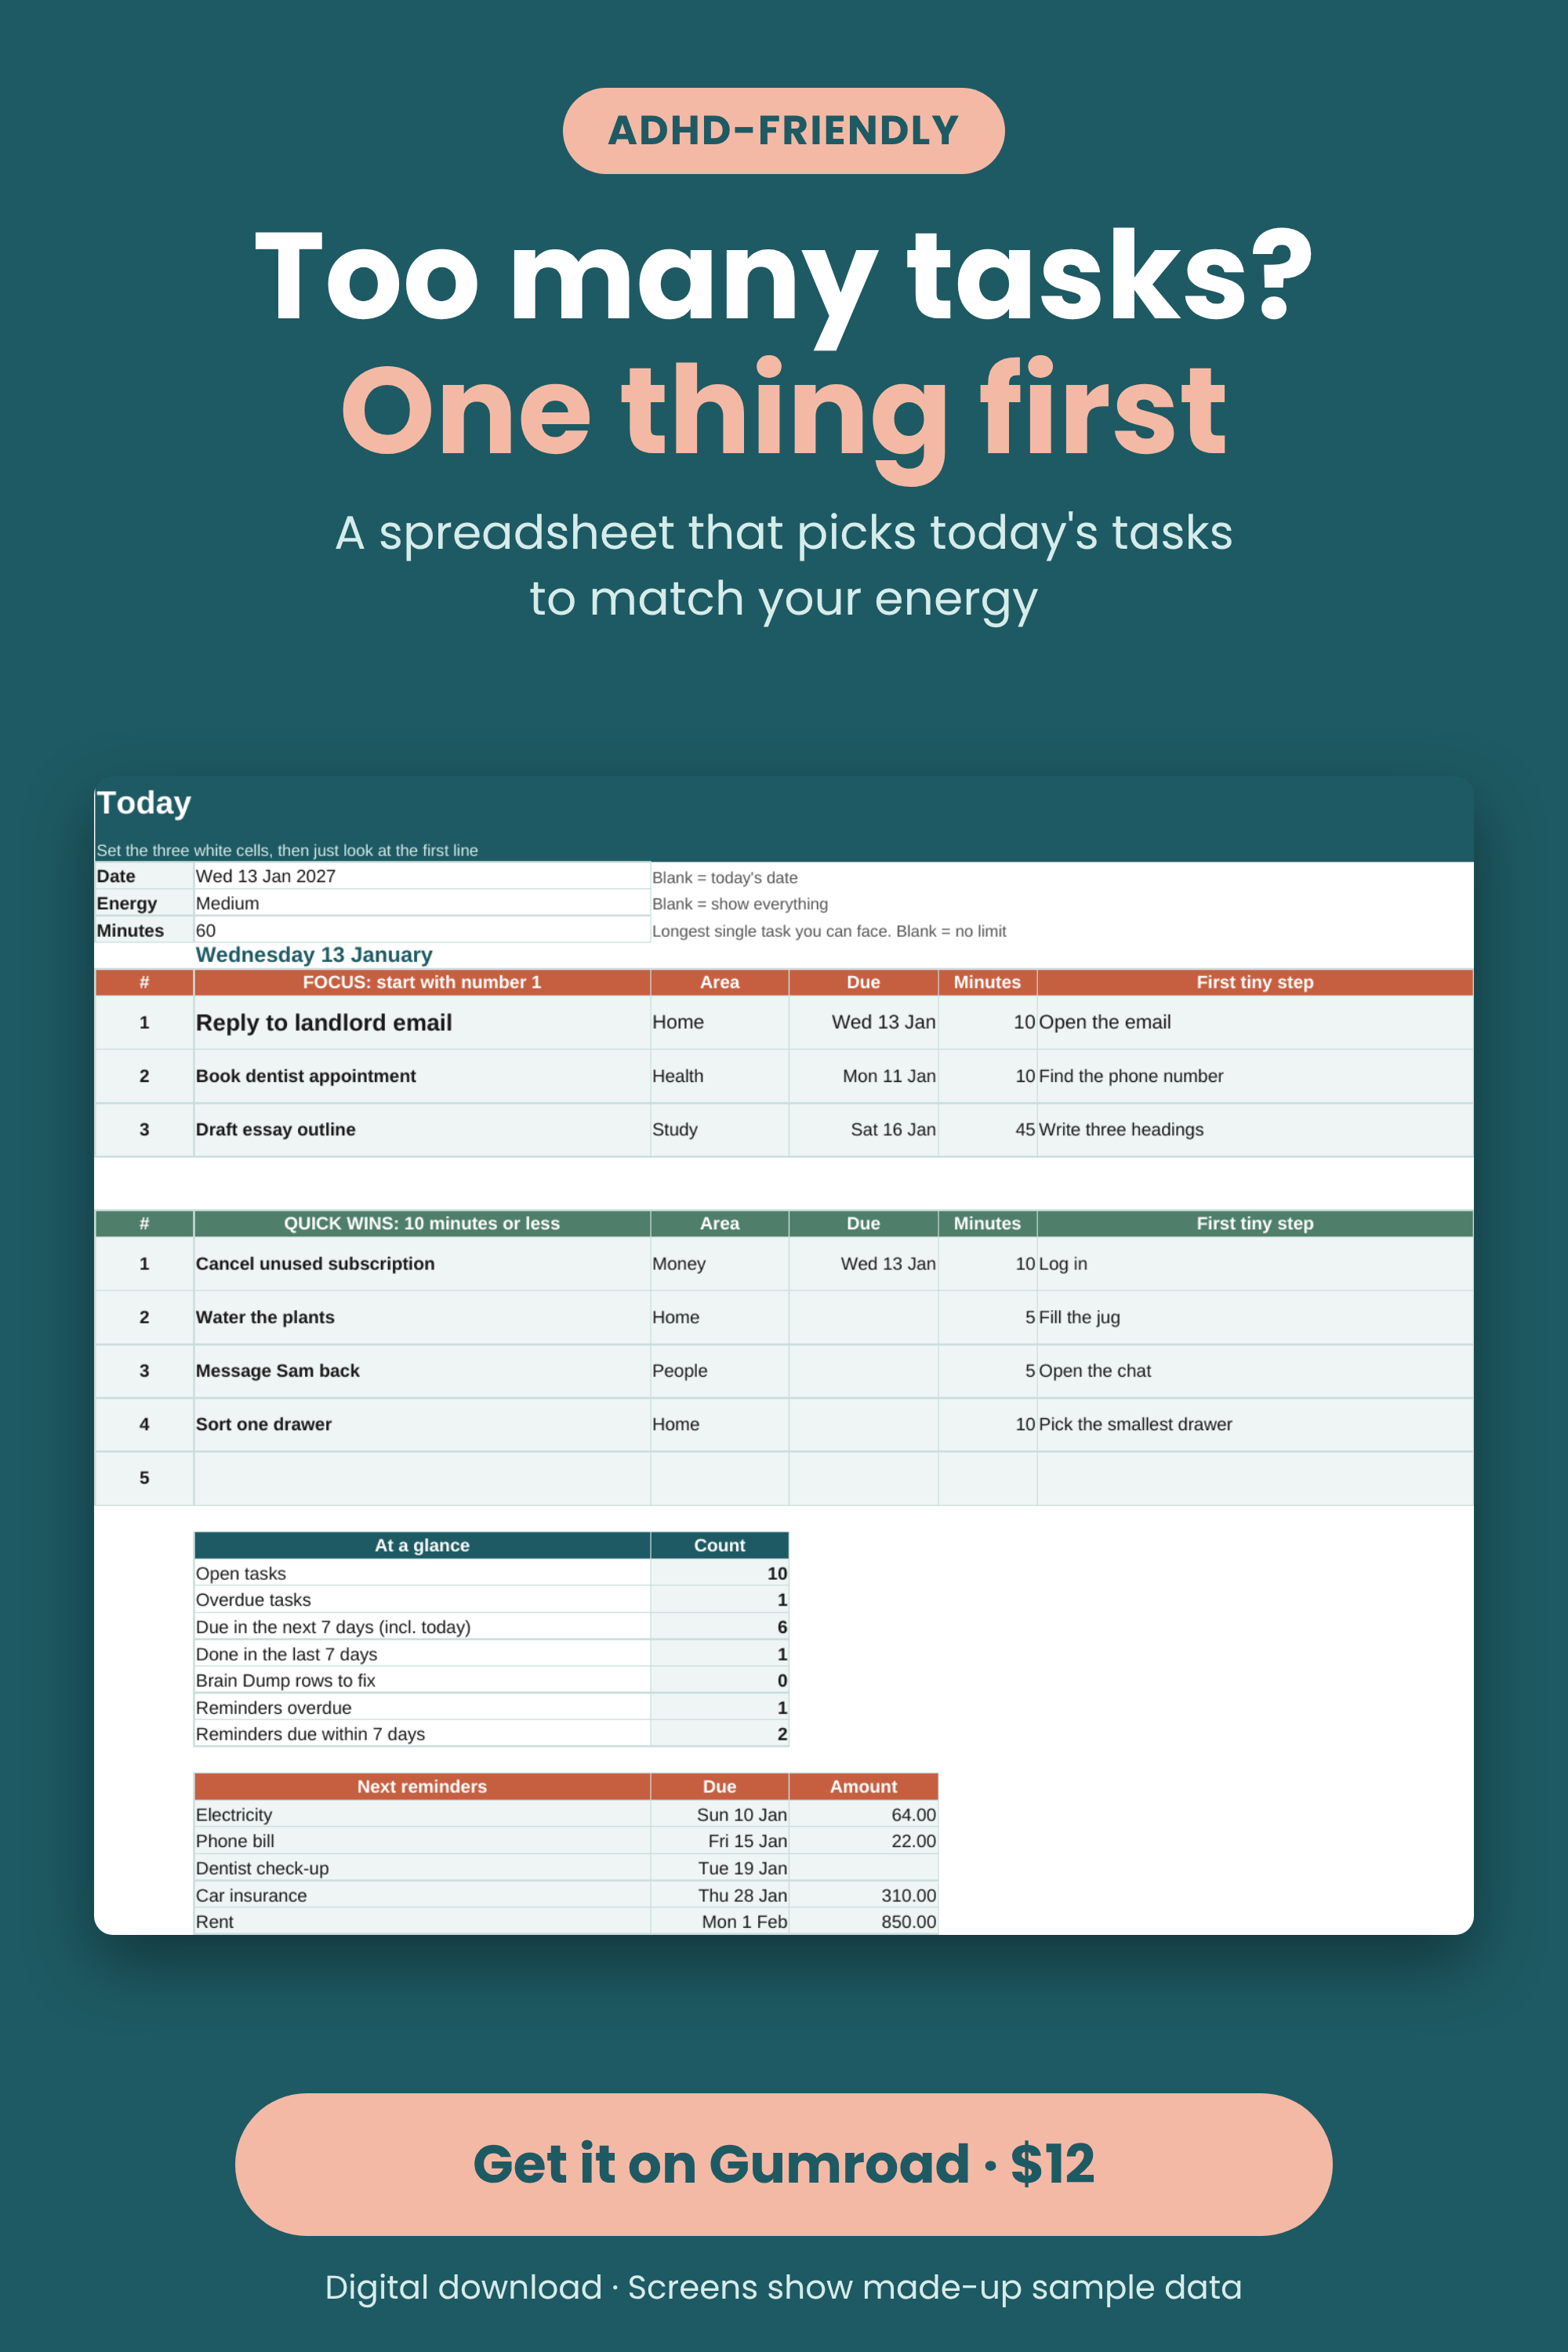 ADHD-FRIENDLY
Too many tasks?
One thing first
A spreadsheet that picks today's tasks
to match your energy
Today
Set the three white cells, then just look at the first line
Date Wed 13 Jan 2027 Blank = today's date
Energy Medium Blank = show everything
Minutes 60 Longest single task you can face. Blank = no limit
Wednesday 13 January
# FOCUS: start with number 1 Area Due Minutes First tiny step
1 Reply to landlord email Home Wed 13 Jan 10 Open the email
2 Book dentist appointment Health Mon 11 Jan 10 Find the phone number
3 Draft essay outline Study Sat 16 Jan 45 Write three headings
# QUICK WINS: 10 minutes or less Area Due Minutes First tiny step
1 Cancel unused subscription Money Wed 13 Jan 10 Log in
2 Water the plants Home 5 Fill the jug
3 Message Sam back People 5 Open the chat
4 Sort one drawer Home 10 Pick the smallest drawer
5
At a glance Count
Open tasks 10
Overdue tasks 1
Due in the next 7 days (incl. today) 6
Done in the last 7 days 1
Brain Dump rows to fix 0
Reminders overdue 1
Reminders due within 7 days 2
Next reminders Due Amount
Electricity Sun 10 Jan 64.00
Phone bill Fri 15 Jan 22.00
Dentist check-up Tue 19 Jan
Car insurance Thu 28 Jan 310.00
Rent Mon 1 Feb 850.00
Get it on Gumroad · $12
Digital download · Screens show made-up sample data